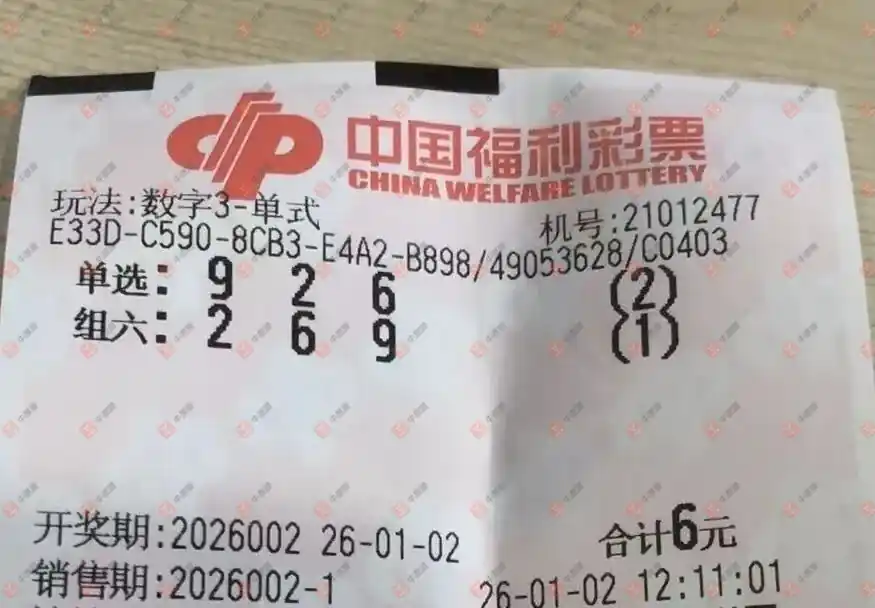 中国福利彩票
CHINA WELFARE LOTTERY
玩法:数字3-单式
机号:21012477
E33D-C590-8CB3-E4A2-B898/49053628/C0403
单选: 9 2 6 (2)
组六: 2 6 9 (1)
开奖期:2026002 26-01-02 合计6元
销售期:2026002-1 26-01-02 12:11:01